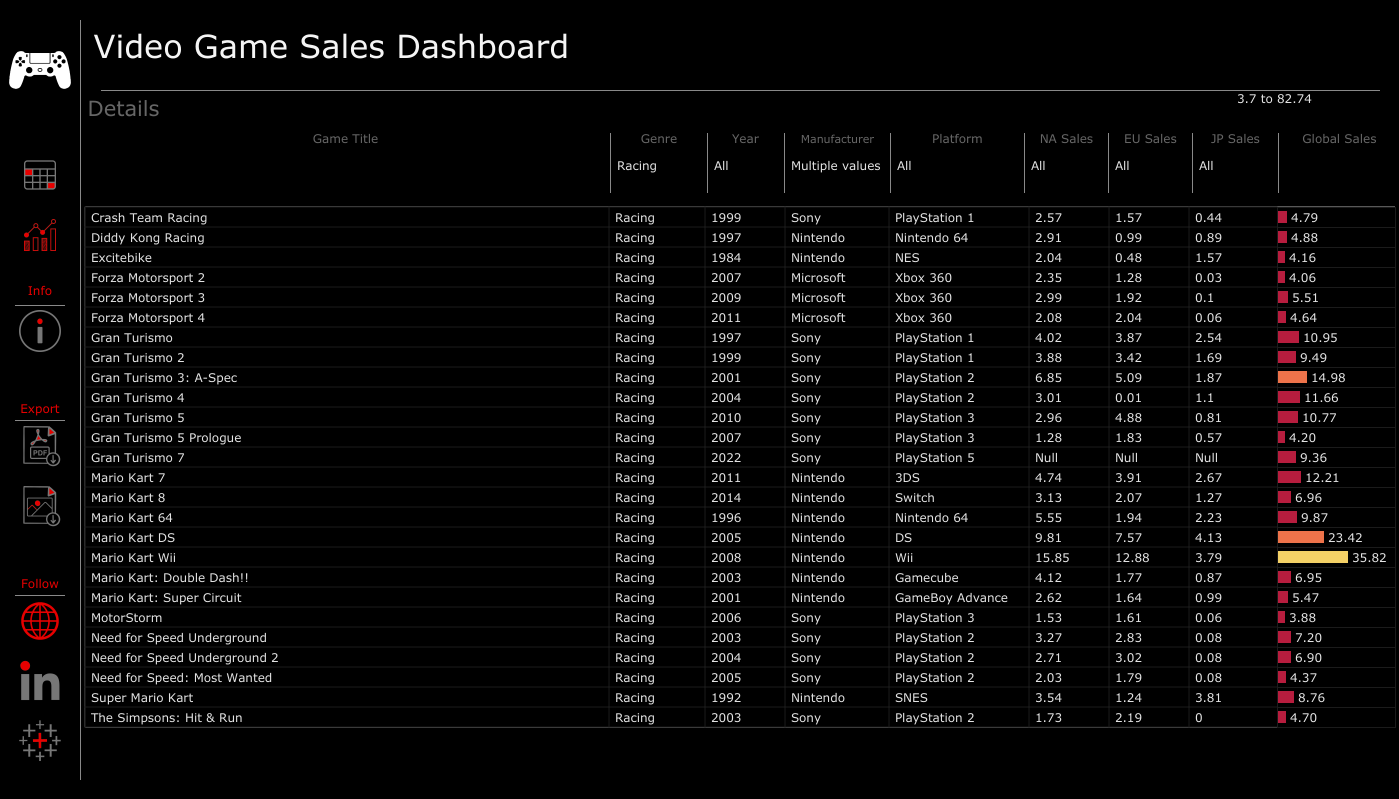 Video Game Sales Dashboard
3.7 to 82.74
Details
Game Title Genre Year Manufacturer Platform NA Sales EU Sales JP Sales Global Sales
Racing All Multiple values All All All All
Crash Team Racing Racing 1999 Sony PlayStation 1 2.57 1.57 0.44 4.79
Diddy Kong Racing Racing 1997 Nintendo Nintendo 64 2.91 0.99 0.89 4.88
Excitebike Racing 1984 Nintendo NES 2.04 0.48 1.57 4.16
Forza Motorsport 2 Racing 2007 Microsoft Xbox 360 2.35 1.28 0.03 4.06
Forza Motorsport 3 Racing 2009 Microsoft Xbox 360 2.99 1.92 0.1 5.51
Forza Motorsport 4 Racing 2011 Microsoft Xbox 360 2.08 2.04 0.06 4.64
Gran Turismo Racing 1997 Sony PlayStation 1 4.02 3.87 2.54 10.95
Gran Turismo 2 Racing 1999 Sony PlayStation 1 3.88 3.42 1.69 9.49
Gran Turismo 3: A-Spec Racing 2001 Sony PlayStation 2 6.85 5.09 1.87 14.98
Gran Turismo 4 Racing 2004 Sony PlayStation 2 3.01 0.01 1.1 11.66
Gran Turismo 5 Racing 2010 Sony PlayStation 3 2.96 4.88 0.81 10.77
Gran Turismo 5 Prologue Racing 2007 Sony PlayStation 3 1.28 1.83 0.57 4.20
Gran Turismo 7 Racing 2022 Sony PlayStation 5 Null Null Null 9.36
Mario Kart 7 Racing 2011 Nintendo 3DS 4.74 3.91 2.67 12.21
Mario Kart 8 Racing 2014 Nintendo Switch 3.13 2.07 1.27 6.96
Mario Kart 64 Racing 1996 Nintendo Nintendo 64 5.55 1.94 2.23 9.87
Mario Kart DS Racing 2005 Nintendo DS 9.81 7.57 4.13 23.42
Mario Kart Wii Racing 2008 Nintendo Wii 15.85 12.88 3.79 35.82
Mario Kart: Double Dash!! Racing 2003 Nintendo Gamecube 4.12 1.77 0.87 6.95
Mario Kart: Super Circuit Racing 2001 Nintendo GameBoy Advance 2.62 1.64 0.99 5.47
MotorStorm Racing 2006 Sony PlayStation 3 1.53 1.61 0.06 3.88
Need for Speed Underground Racing 2003 Sony PlayStation 2 3.27 2.83 0.08 7.20
Need for Speed Underground 2 Racing 2004 Sony PlayStation 2 2.71 3.02 0.08 6.90
Need for Speed: Most Wanted Racing 2005 Sony PlayStation 2 2.03 1.79 0.08 4.37
Super Mario Kart Racing 1992 Nintendo SNES 3.54 1.24 3.81 8.76
The Simpsons: Hit & Run Racing 2003 Sony PlayStation 2 1.73 2.19 0 4.70
Info
Export
PDF
Follow
in